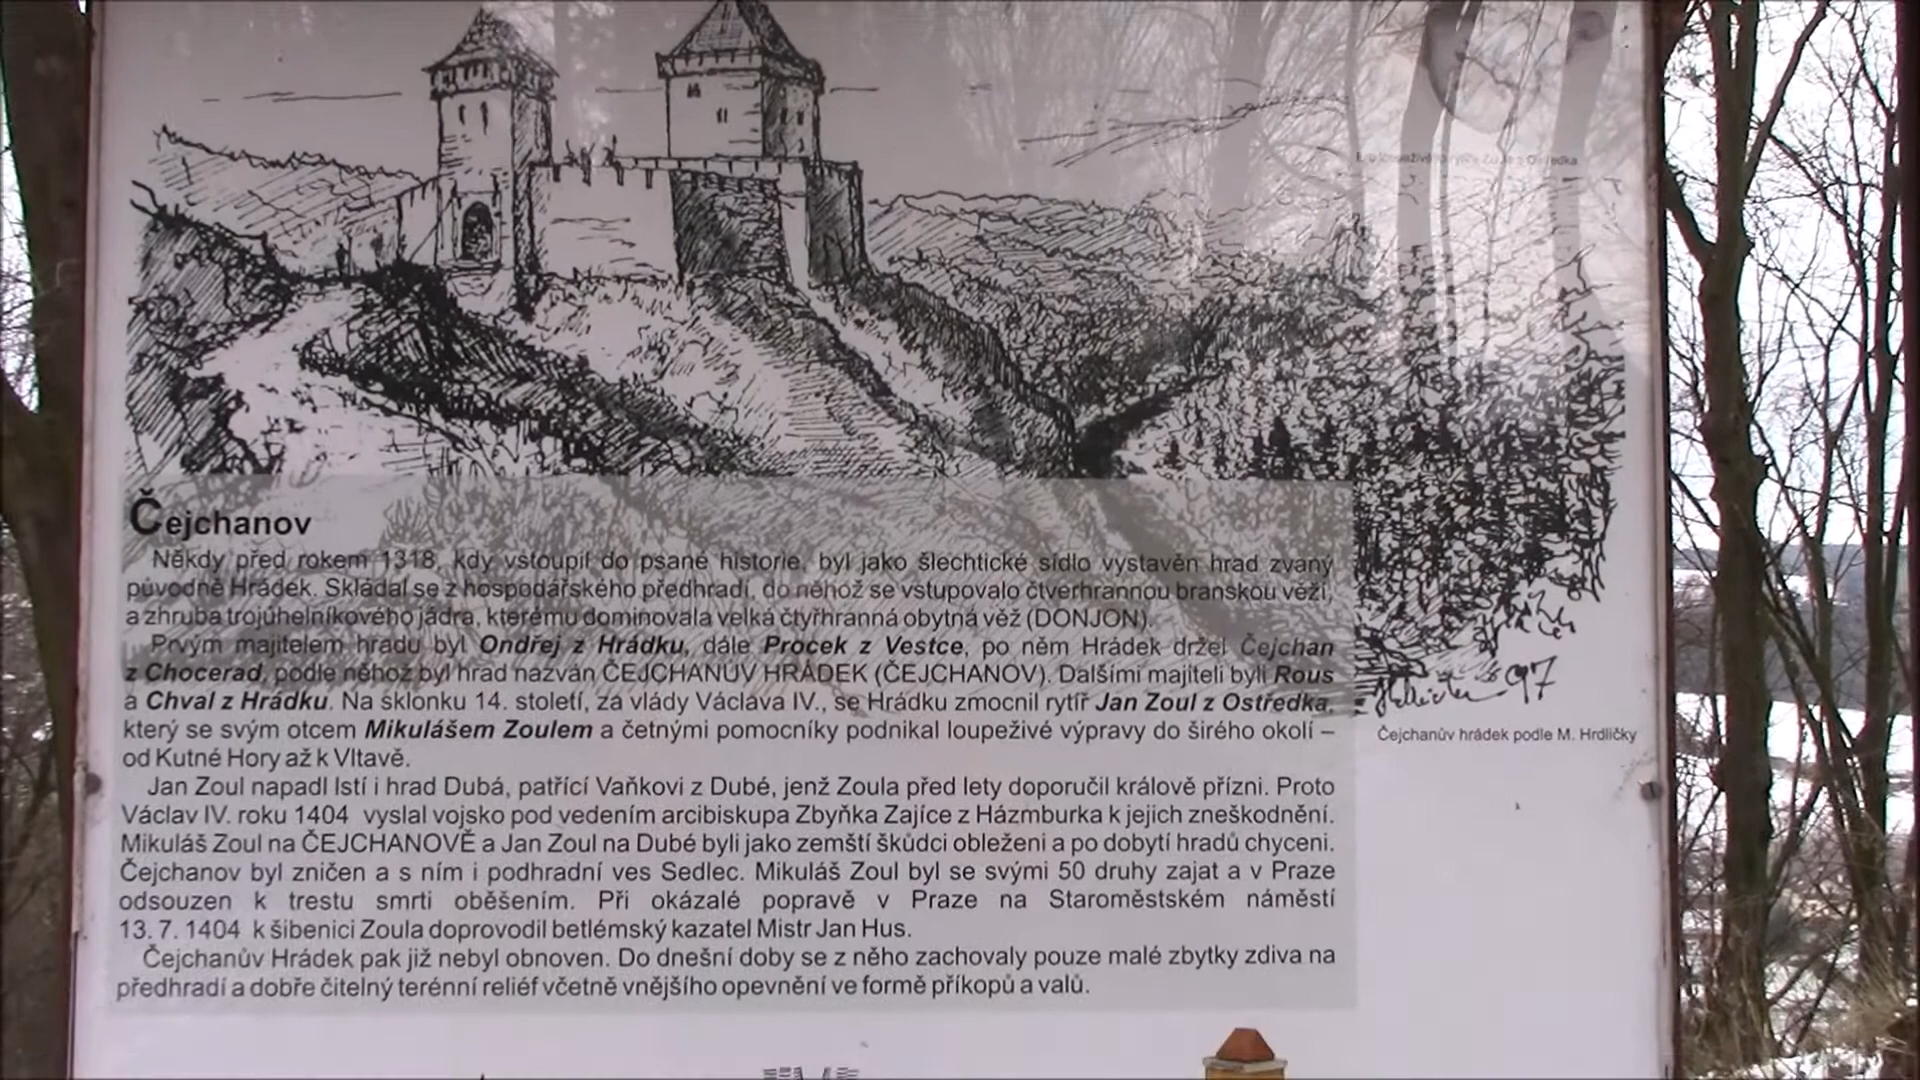 Čejchanov
Někdy před rokem 1318, kdy vstoupil do psané historie, byl jako šlechtické sídlo vystavěn hrad zvaný
původně Hrádek. Skládal se z hospodářského předhradí, do něhož se vstupovalo čtverhrannou branskou věží,
a zhruba trojúhelníkového jádra, kterému dominovala velká čtyřhranná obytná věž (DONJON).
Prvým majitelem hradu byl Ondřej z Hrádku, dále Procek z Vestce, po něm Hrádek držel Čejchan
z Chocerad, podle něhož byl hrad nazván ČEJCHANŮV HRÁDEK (ČEJCHANOV). Dalšími majiteli byli Rous
a Chval z Hrádku. Na sklonku 14. století, za vlády Václava IV., se Hrádku zmocnil rytíř Jan Zoul z Ostředka,
který se svým otcem Mikulášem Zoulem a četnými pomocníky podnikal loupeživé výpravy do širého okolí –
od Kutné Hory až k Vltavě.
Jan Zoul napadl lstí i hrad Dubá, patřící Vaňkovi z Dubé, jenž Zoula před lety doporučil králově přízni. Proto
Václav IV. roku 1404 vyslal vojsko pod vedením arcibiskupa Zbyňka Zajíce z Házmburka k jejich zneškodnění.
Mikuláš Zoul na ČEJCHANOVĚ a Jan Zoul na Dubé byli jako zemští škůdci obleženi a po dobytí hradů chyceni.
Čejchanov byl zničen a s ním i podhradní ves Sedlec. Mikuláš Zoul byl se svými 50 druhy zajat a v Praze
odsouzen k trestu smrti oběšením. Při okázalé popravě v Praze na Staroměstském náměstí
13. 7. 1404 k šibenici Zoula doprovodil betlémský kazatel Mistr Jan Hus.
Čejchanův Hrádek pak již nebyl obnoven. Do dnešní doby se z něho zachovaly pouze malé zbytky zdiva na
předhradí a dobře čitelný terénní reliéf včetně vnějšího opevnění ve formě příkopů a valů.
97
Čejchanův hrádek podle M. Hrdličky